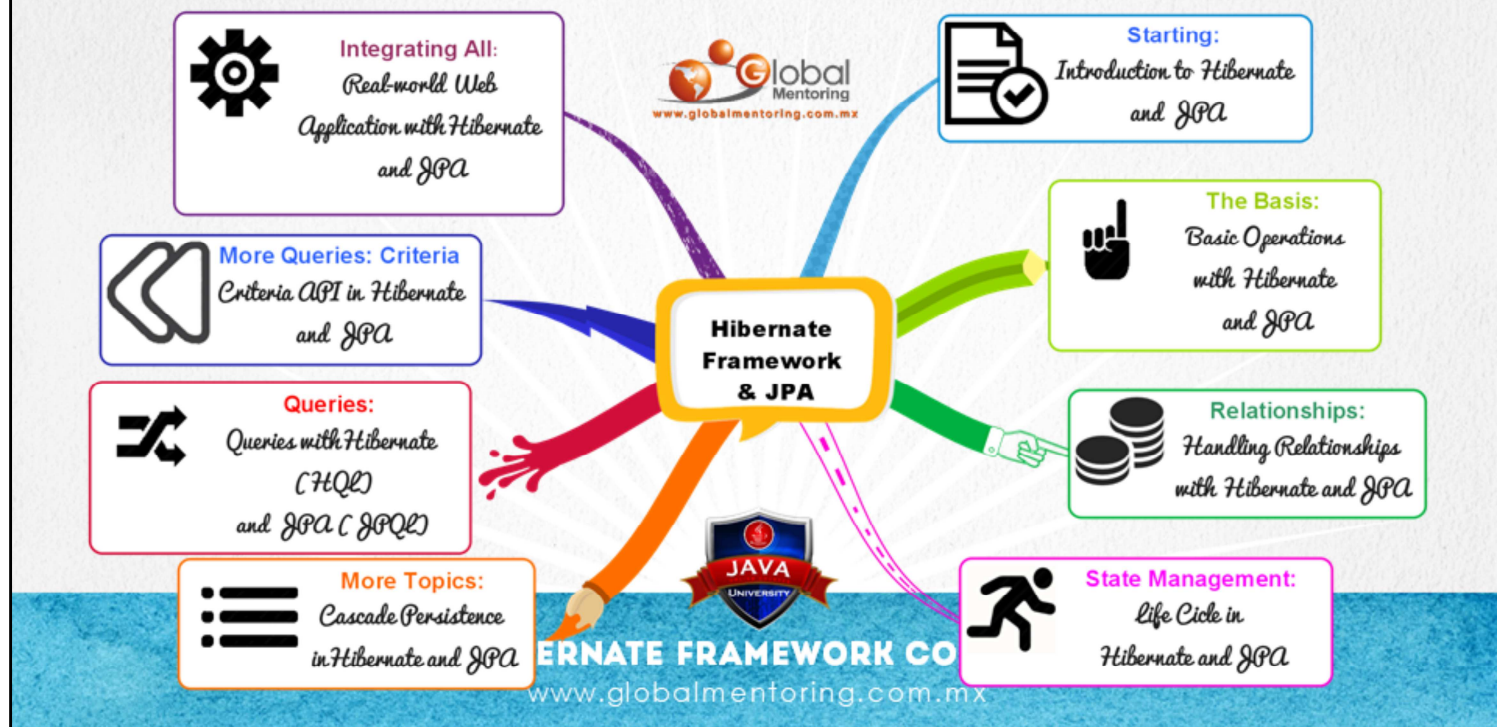 Integrating All:
Real-world Web
Application with Hibernate
and JPA
Global
Mentoring
www.globalmentoring.com.mx
Starting:
Introduction to Hibernate
and JPA
The Basis:
Basic Operations
with Hibernate
and JPA
More Queries: Criteria
Criteria API in Hibernate
and JPA
Hibernate
Framework
& JPA
Queries:
Queries with Hibernate
(HQL)
and JPA ( JPQL)
Relationships:
Handling Relationships
with Hibernate and JPA
JAVA
UNIVERSITY
More Topics:
Cascade Persistence
in Hibernate and JPA
State Management:
Life Cicle in
Hibernate and JPA
ERNATE FRAMEWORK CO
www.globalmentoring.com.mx